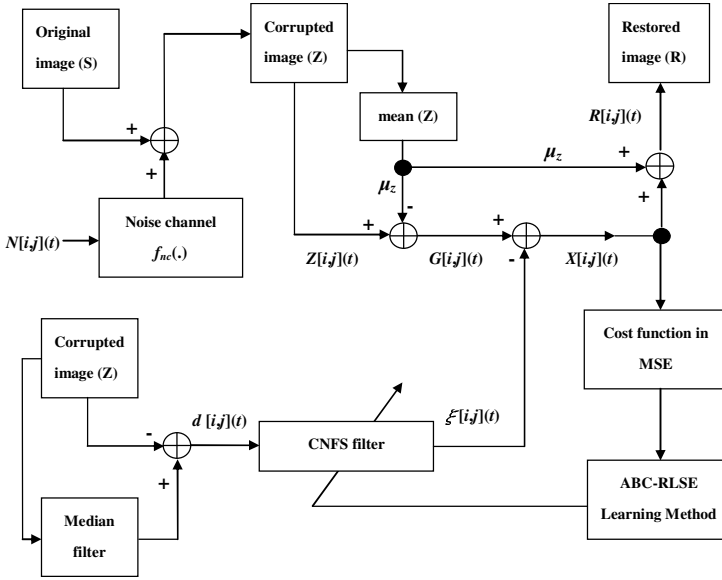 Original
image (S)
Corrupted
image (Z)
Restored
image (R)
mean (Z)
R[i,j](t)
+
+
μz
+
μz
+
-
Noise channel
fnc(.)
N[i,j](t)
+
+
-
Z[i,j](t)
G[i,j](t)
X[i,j](t)
Corrupted
image (Z)
Cost function in
MSE
-
d [i,j](t)
CNFS filter
ξ[i,j](t)
+
Median
filter
ABC-RLSE
Learning Method